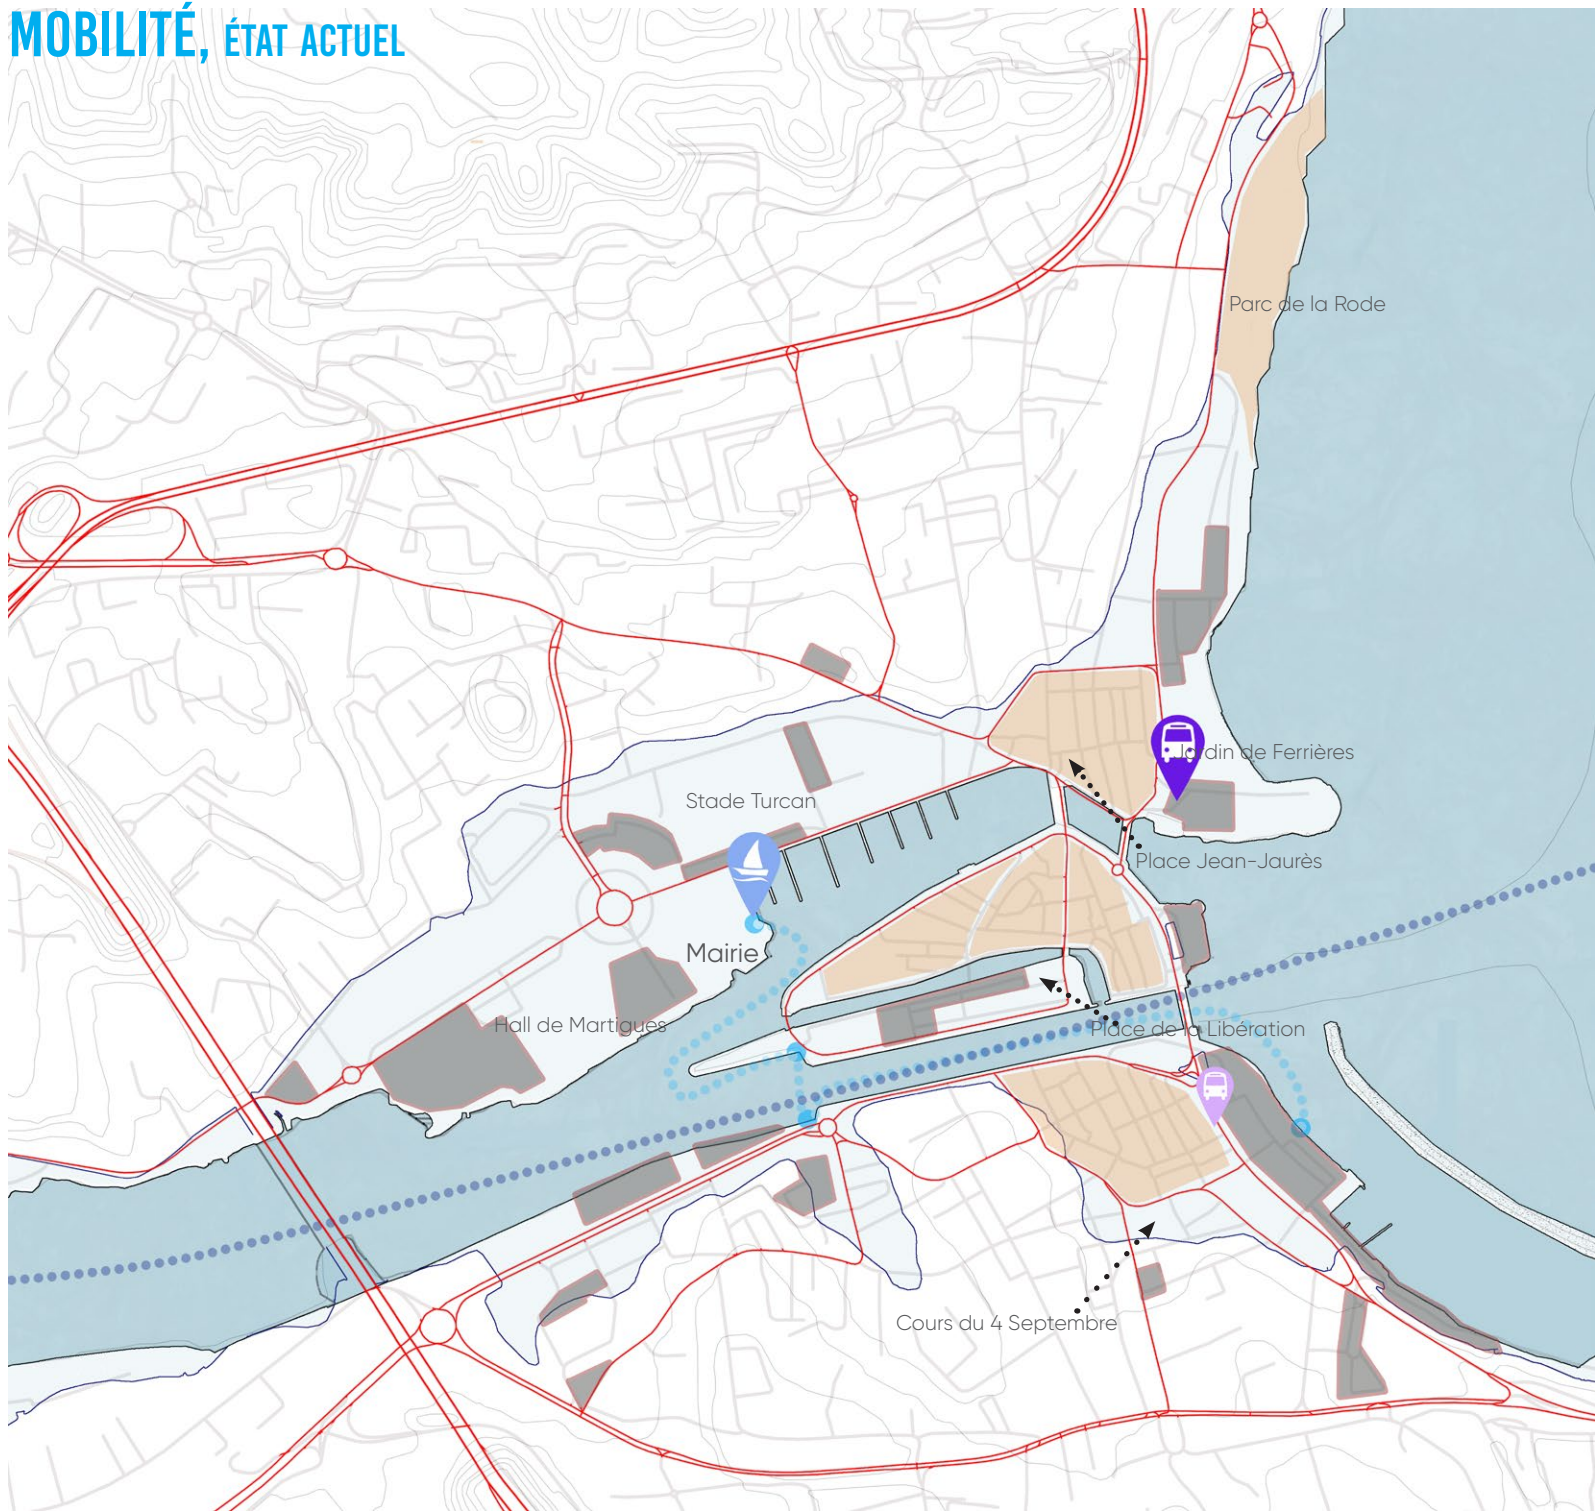 MOBILITÉ, ÉTAT ACTUEL
Parc de la Rode
Jardin de Ferrières
Stade Turcan
Place Jean-Jaurès
Mairie
Hall de Martigues
Place de la Libération
Cours du 4 Septembre